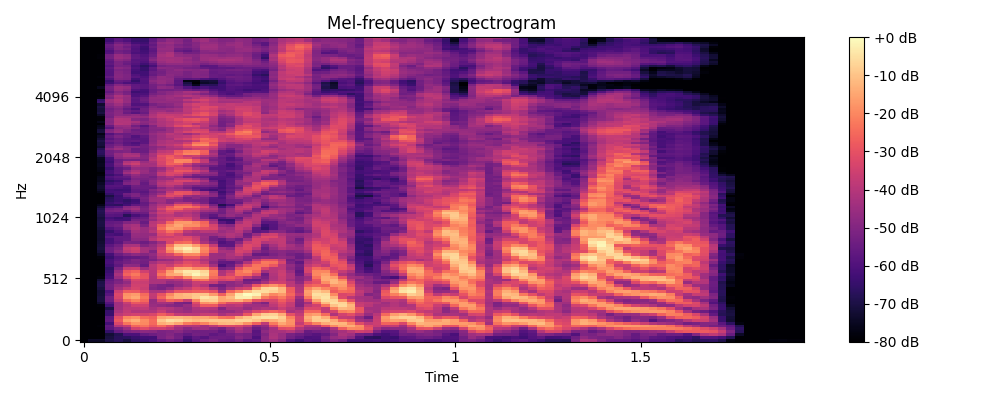 Mel-frequency spectrogram
+0 dB
-10 dB
-20 dB
-30 dB
-40 dB
-50 dB
-60 dB
-70 dB
-80 dB
Hz
4096
2048
1024
512
0
0 0.5 1 1.5
Time